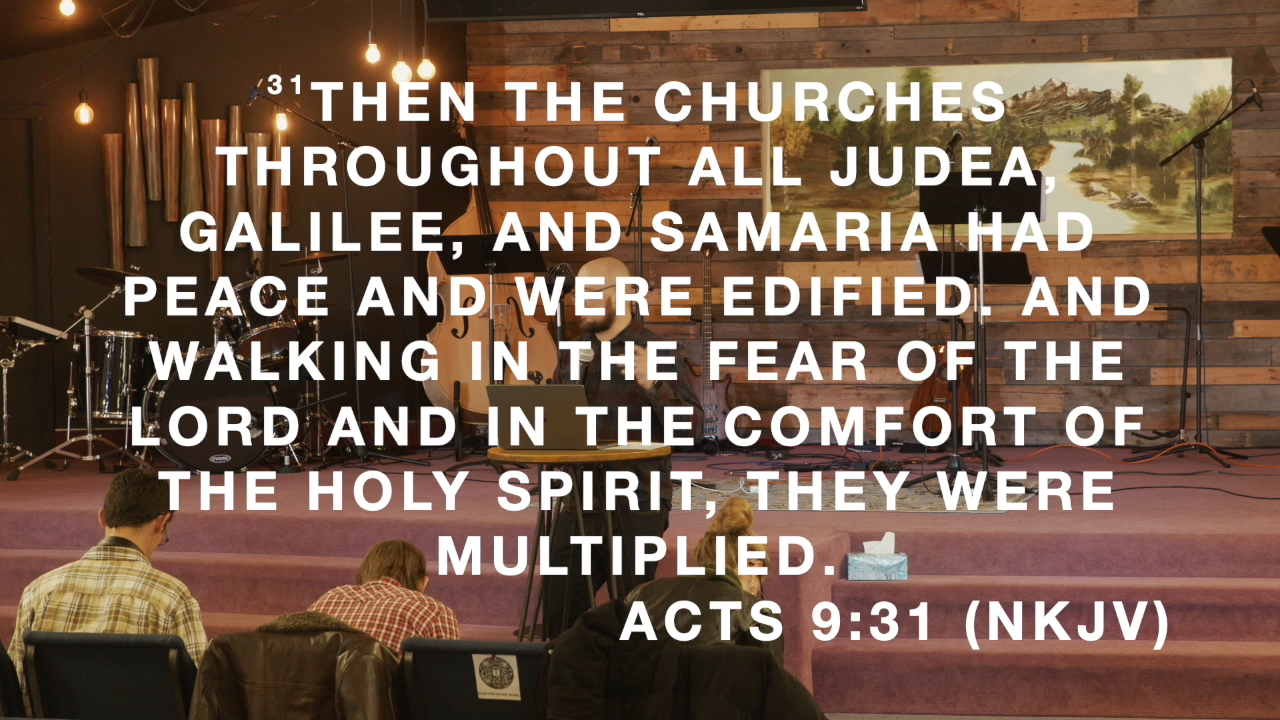 ³¹THEN THE CHURCHES
THROUGHOUT ALL JUDEA,
GALILEE, AND SAMARIA HAD
PEACE AND WERE EDIFIED. AND
WALKING IN THE FEAR OF THE
LORD AND IN THE COMFORT OF
THE HOLY SPIRIT, THEY WERE
MULTIPLIED.
ACTS 9:31 (NKJV)